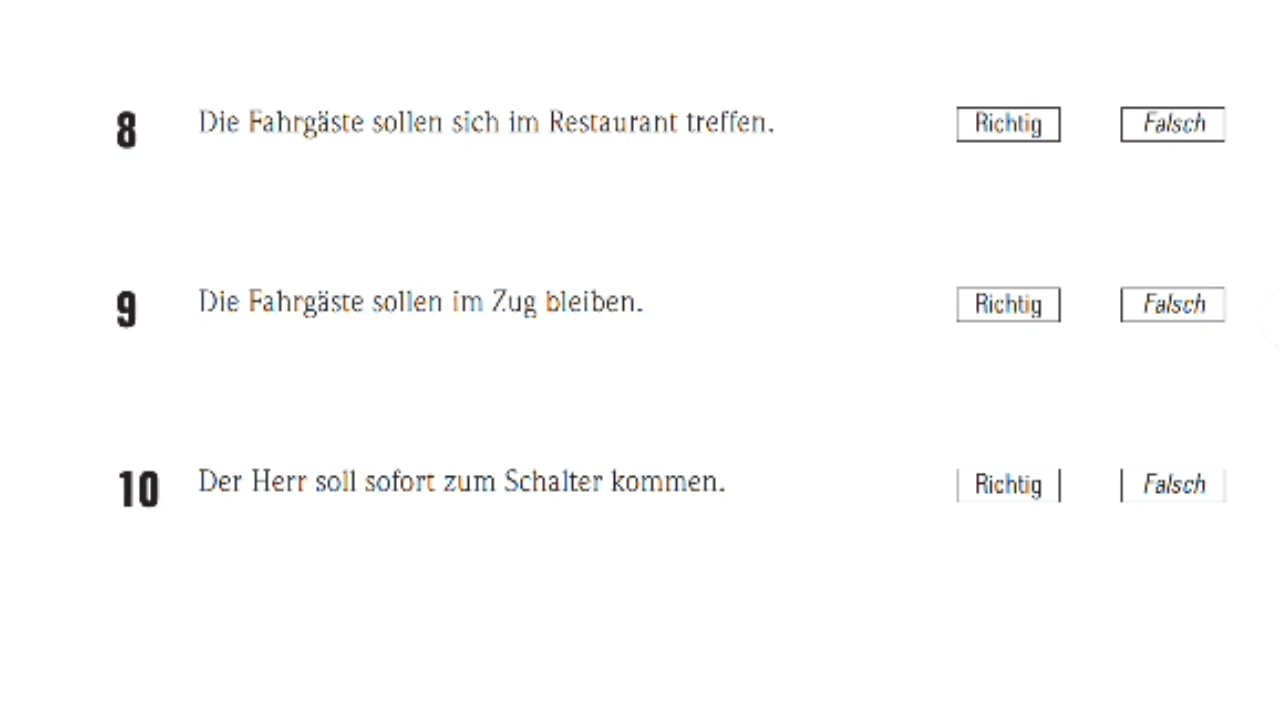 8 Die Fahrgäste sollen sich im Restaurant treffen. Richtig Falsch
9 Die Fahrgäste sollen im Zug bleiben. Richtig Falsch
10 Der Herr soll sofort zum Schalter kommen. Richtig Falsch